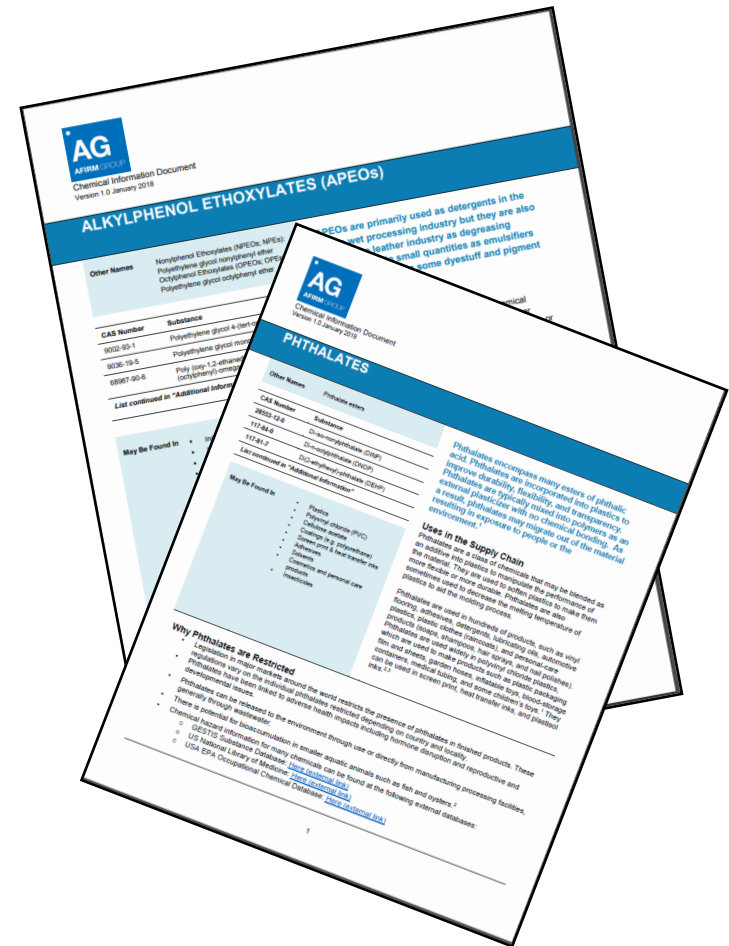 AG
AFIRM GROUP
Chemical Information Document
Version 1.0 January 2018
ALKYLPHENOL ETHOXYLATES (APEOs)
Other Names
Nonylphenol Ethoxylates (NPEOs; NPEs);
Polyethylene glycol nonylphenyl ether
Octylphenol Ethoxylates (OPEOs; OPEs
Polyethylene glycol octylphenyl ether
APEOs are primarily used as detergents in the
wet processing industry but they are also
leather industry as degreasing
small quantities as emulsifiers
some dyestuff and pigment
CAS Number Substance
9002-93-1 Polyethylene glycol 4-(tert-o
9036-19-5 Polyethylene glycol mono
68987-90-6 Poly (oxy-1,2-ethaned
(octylphenyl)-omega
List continued in "Additional Inform
May Be Found In
AG
AFIRM GROUP
Chemical Information Document
Version 1.0 January 2018
PHTHALATES
Other Names Phthalate esters
CAS Number Substance
28553-12-0 Di-iso-nonylphthalate (DINP)
117-84-0 Di-n-octylphthalate (DNOP)
117-81-7 Di(2-ethylhexyl)-phthalate (DEHP)
List continued in "Additional Information"
May Be Found In
• Plastics
• Polyvinyl chloride (PVC)
• Cellulose acetate
• Coatings (e.g. polyurethane)
• Screen print & heat transfer inks
• Adhesives
• Solvents
• Cosmetics and personal care
products
• Insecticides
Phthalates encompass many esters of phthalic
acid. Phthalates are incorporated into plastics to
improve durability, flexibility, and transparency.
Phthalates are typically mixed into polymers as an
external plasticizer with no chemical bonding. As
a result, phthalates may migrate out of the material
resulting in exposure to people or the
environment.¹
Uses in the Supply Chain
Phthalates are a class of chemicals that may be blended as
an additive into plastics to manipulate the performance of
the material. They are used to soften plastics to make them
more flexible or more durable. Phthalates are also
sometimes used to decrease the melting temperature of
plastics to aid the molding process.
Phthalates are used in hundreds of products, such as vinyl
flooring, adhesives, detergents, lubricating oils, automotive
plastics, plastic clothes (raincoats), and personal-care
products (soaps, shampoos, hair sprays, and nail polishes).
Phthalates are used widely in polyvinyl chloride plastics,
which are used to make products such as plastic packaging
film and sheets, garden hoses, inflatable toys, blood-storage
containers, medical tubing, and some children's toys.¹ They
can be used in screen print, heat transfer inks, and plastisol
inks.²,³
Why Phthalates are Restricted
• Legislation in major markets around the world restricts the presence of phthalates in finished products. These
regulations vary on the individual phthalates restricted depending on country and locality.
• Phthalates have been linked to adverse health impacts including hormone disruption and reproductive and
developmental issues.
• Phthalates can be released to the environment through use or directly from manufacturing processing facilities,
generally through wastewater.
• There is potential for bioaccumulation in smaller aquatic animals such as fish and oysters.²
• Chemical hazard information for many chemicals can be found at the following external databases:
○ GESTIS Substance Database: Here (external link)
○ US National Library of Medicine: Here (external link)
○ USA EPA Occupational Chemical Database: Here (external link)
1